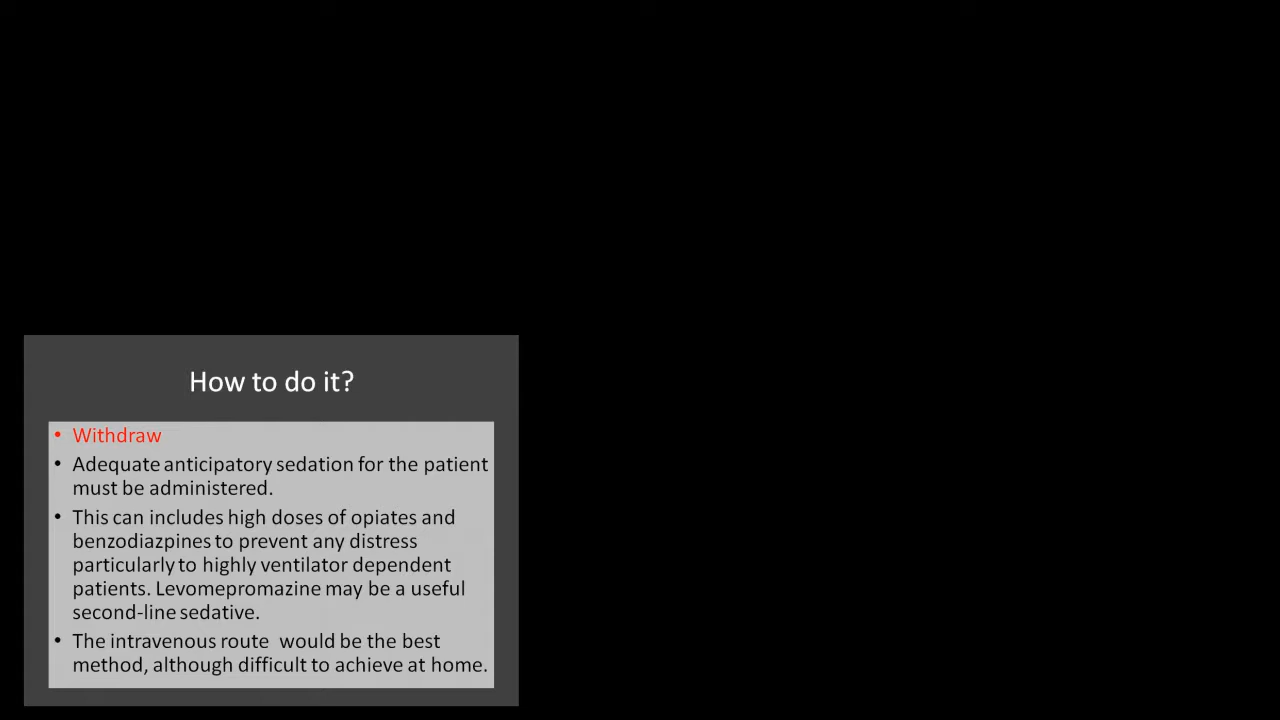 How to do it?
• Withdraw
• Adequate anticipatory sedation for the patient
must be administered.
• This can includes high doses of opiates and
benzodiazpines to prevent any distress
particularly to highly ventilator dependent
patients. Levomepromazine may be a useful
second-line sedative.
• The intravenous route  would be the best
method, although difficult to achieve at home.